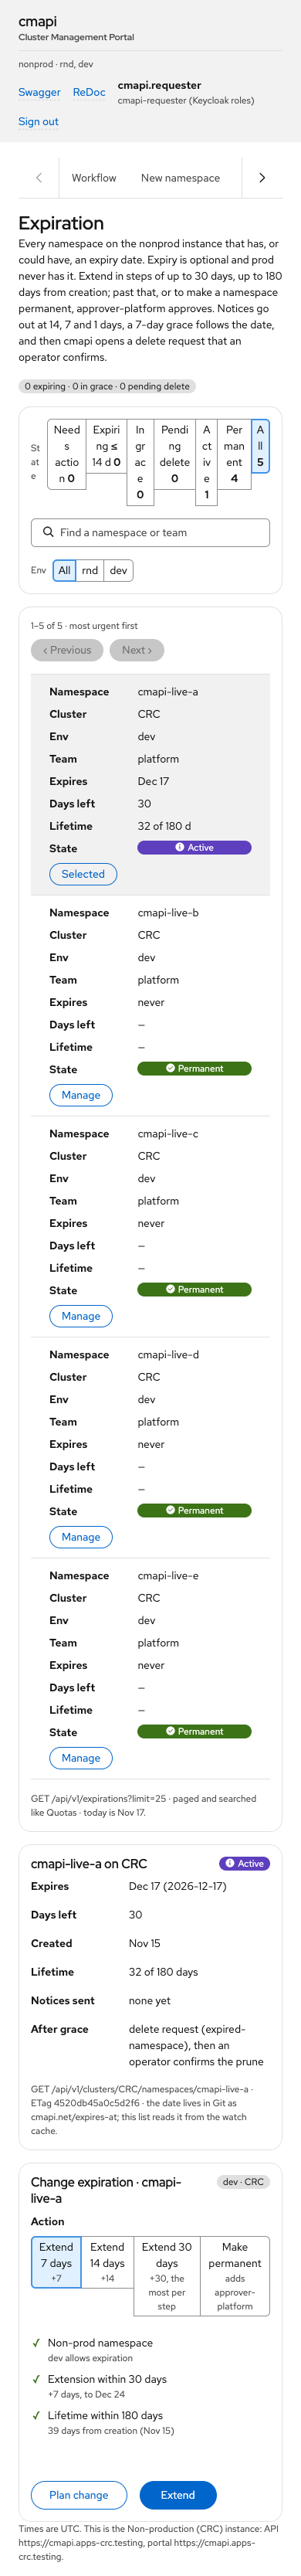 cmapi
Cluster Management Portal
nonprod · rnd, dev
Swagger
ReDoc
cmapi.requester
cmapi-requester (Keycloak roles)
Sign out
Workflow
New namespace
Expiration
Every namespace on the nonprod instance that has, or
could have, an expiry date. Expiry is optional and prod
never has it. Extend in steps of up to 30 days, up to 180
days from creation; past that, or to make a namespace
permanent, approver-platform approves. Notices go
out at 14, 7 and 1 days, a 7-day grace follows the date,
and then cmapi opens a delete request that an
operator confirms.
0 expiring · 0 in grace · 0 pending delete
St
at
e
Need
s
actio
n 0
Expiri
ng ≤
14 d 0
In
gr
ac
e
0
Pendi
ng
delete
0
A
ct
iv
e
1
Per
man
ent
4
A
ll
5
Find a namespace or team
Env
All
rnd
dev
1–5 of 5 · most urgent first
‹ Previous
Next ›
Namespace cmapi-live-a
Cluster CRC
Env dev
Team platform
Expires Dec 17
Days left 30
Lifetime 32 of 180 d
State Active
Selected
Namespace cmapi-live-b
Cluster CRC
Env dev
Team platform
Expires never
Days left —
Lifetime —
State Permanent
Manage
Namespace cmapi-live-c
Cluster CRC
Env dev
Team platform
Expires never
Days left —
Lifetime —
State Permanent
Manage
Namespace cmapi-live-d
Cluster CRC
Env dev
Team platform
Expires never
Days left —
Lifetime —
State Permanent
Manage
Namespace cmapi-live-e
Cluster CRC
Env dev
Team platform
Expires never
Days left —
Lifetime —
State Permanent
Manage
GET /api/v1/expirations?limit=25 · paged and searched
like Quotas · today is Nov 17.
cmapi-live-a on CRC
Active
Expires Dec 17 (2026-12-17)
Days left 30
Created Nov 15
Lifetime 32 of 180 days
Notices sent none yet
After grace delete request (expired-
namespace), then an
operator confirms the prune
GET /api/v1/clusters/CRC/namespaces/cmapi-live-a ·
ETag 4520db45a0c5d2f6 · the date lives in Git as
cmapi.net/expires-at; this list reads it from the watch
cache.
Change expiration · cmapi-
live-a
dev · CRC
Action
Extend
7 days
+7
Extend
14 days
+14
Extend 30
days
+30, the
most per
step
Make
permanent
adds
approver-
platform
Non-prod namespace
dev allows expiration
Extension within 30 days
+7 days, to Dec 24
Lifetime within 180 days
39 days from creation (Nov 15)
Plan change
Extend
Times are UTC. This is the Non-production (CRC) instance: API
https://cmapi.apps-crc.testing, portal https://cmapi.apps-
crc.testing.